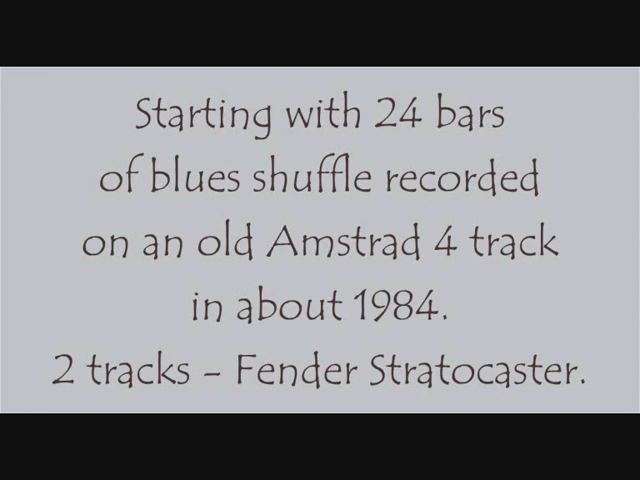 Starting with 24 bars
of blues shuffle recorded
on an old Amstrad 4 track
in about 1984.
2 tracks - Fender Stratocaster.